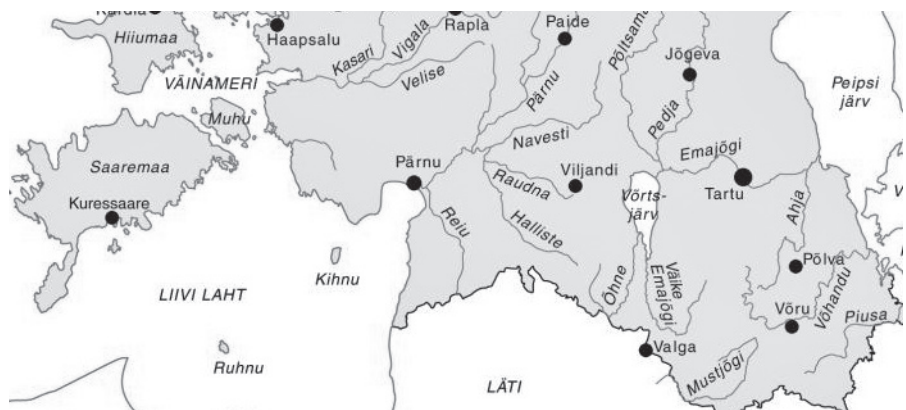 Kärdla
Hiiumaa
Haapsalu
Rapla
Paide
Põltsamaa
Jõgeva
Kasari
Vigala
Velise
Pärnu
Pedja
Peipsi
järv
VÄINAMERI
Muhu
Navesti
Emajõgi
Saaremaa
Pärnu
Raudna
Viljandi
Võrts-
järv
Tartu
Ahja
Kuressaare
Reiu
Halliste
Kihnu
Õhne
Väike
Emajõgi
Põlva
Võhandu
LIIVI LAHT
Võru
Piusa
Ruhnu
Valga
Mustjõgi
LÄTI